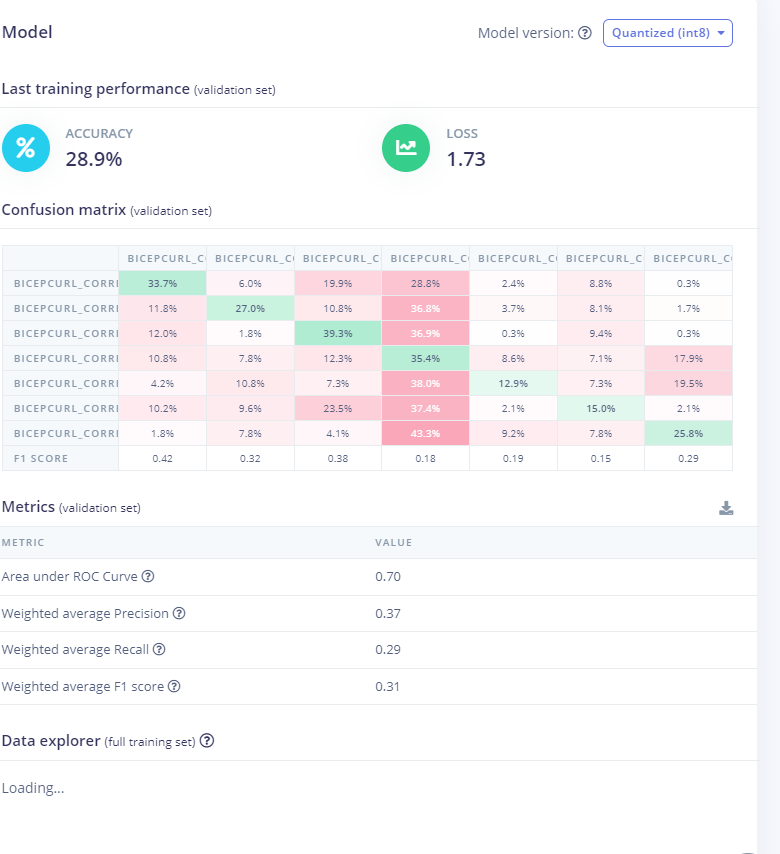 Model Model version: Quantized (int8)
Last training performance (validation set)
ACCURACY LOSS
% 28.9% 1.73
Confusion matrix (validation set)
BICEPCURL_C BICEPCURL_C BICEPCURL_C BICEPCURL_C BICEPCURL_C BICEPCURL_C BICEPCURL_C
BICEPCURL_CORR 33.7% 6.0% 19.9% 28.8% 2.4% 8.8% 0.3%
BICEPCURL_CORR 11.8% 27.0% 10.8% 36.8% 3.7% 8.1% 1.7%
BICEPCURL_CORR 12.0% 1.8% 39.3% 36.9% 0.3% 9.4% 0.3%
BICEPCURL_CORR 10.8% 7.8% 12.3% 35.4% 8.6% 7.1% 17.9%
BICEPCURL_CORR 4.2% 10.8% 7.3% 38.0% 12.9% 7.3% 19.5%
BICEPCURL_CORR 10.2% 9.6% 23.5% 37.4% 2.1% 15.0% 2.1%
BICEPCURL_CORR 1.8% 7.8% 4.1% 43.3% 9.2% 7.8% 25.8%
F1 SCORE 0.42 0.32 0.38 0.18 0.19 0.15 0.29
Metrics (validation set)
METRIC VALUE
Area under ROC Curve 0.70
Weighted average Precision 0.37
Weighted average Recall 0.29
Weighted average F1 score 0.31
Data explorer (full training set)
Loading...